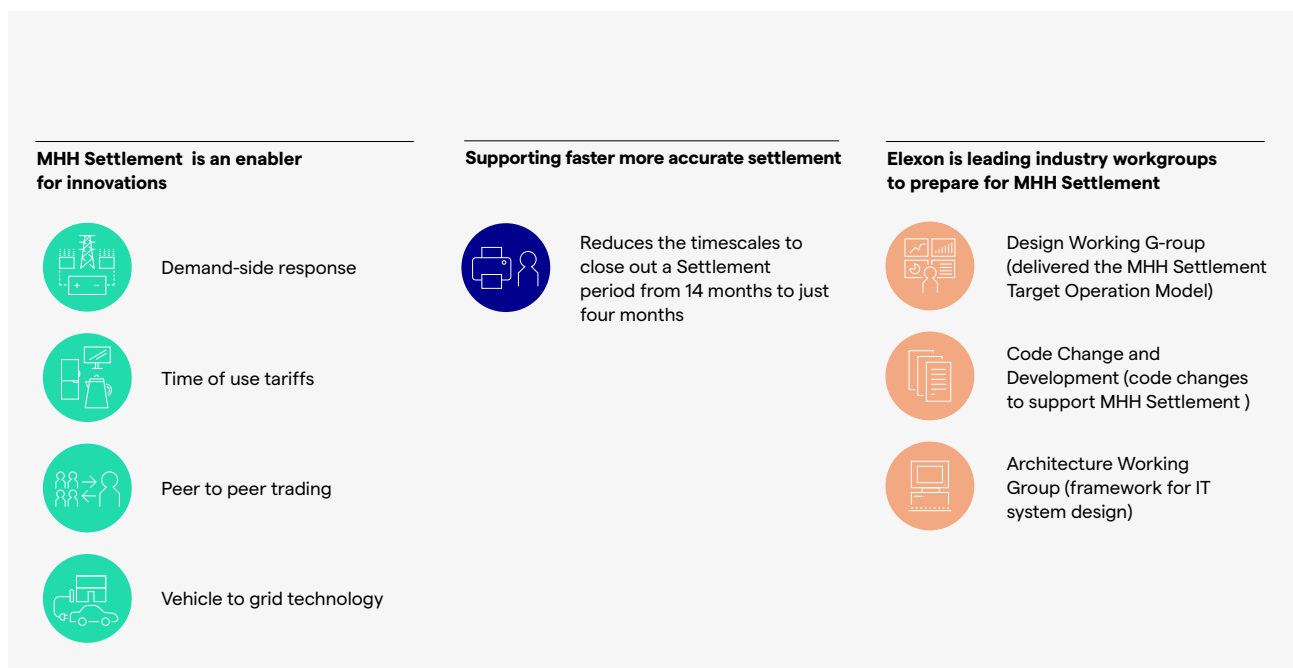 MHH Settlement  is an enabler
for innovations
Demand-side response
Time of use tariffs
Peer to peer trading
Vehicle to grid technology
Supporting faster more accurate settlement
Reduces the timescales to
close out a Settlement
period from 14 months to just
four months
Elexon is leading industry workgroups
to prepare for MHH Settlement
Design Working G-roup
(delivered the MHH Settlement
Target Operation Model)
Code Change and
Development (code changes
to support MHH Settlement )
Architecture Working
Group (framework for IT
system design)